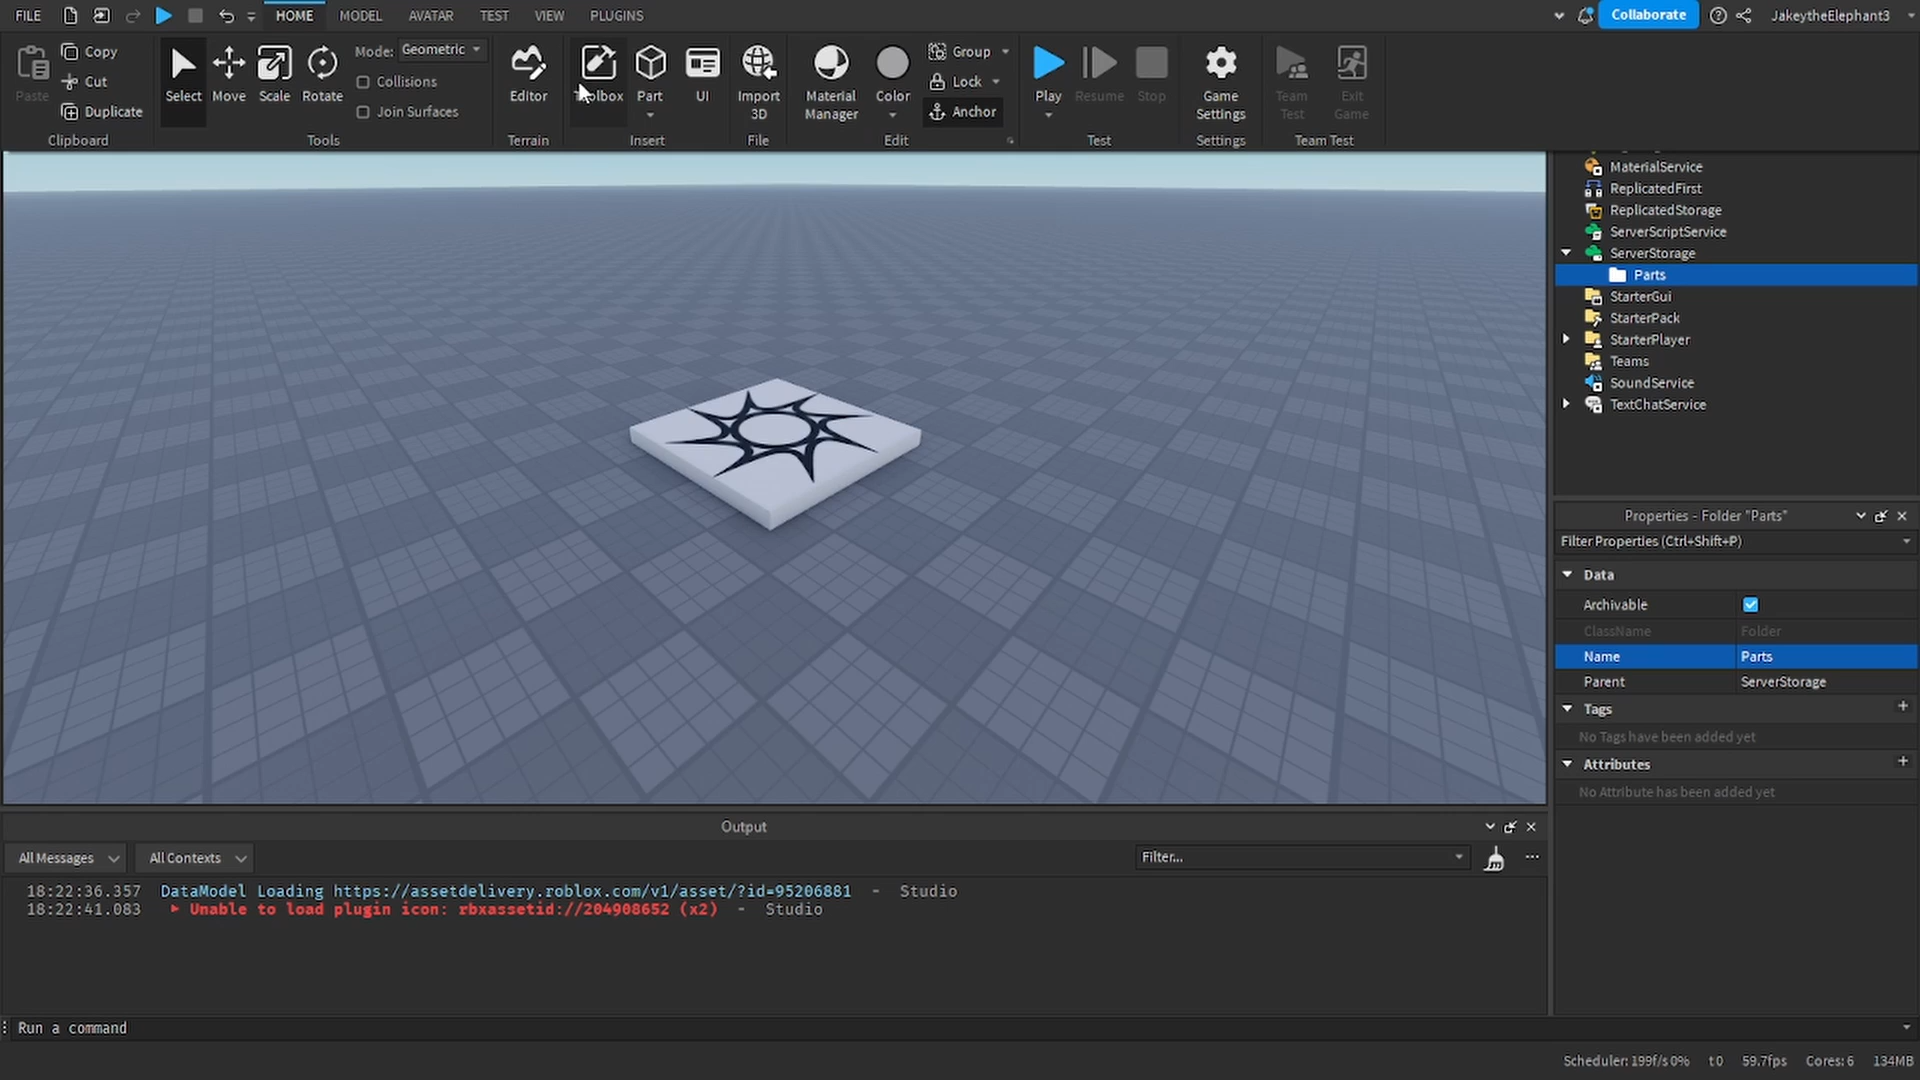 FILE HOME MODEL AVATAR TEST VIEW PLUGINS Collaborate JakeytheElephant3
Paste Copy Cut Duplicate
Clipboard
Select Move Scale Rotate
Mode: Geometric
Collisions
Join Surfaces
Tools
Editor
Terrain
Part UI
Insert
Import 3D
File
Material Manager
Color
Group
Lock
Anchor
Edit
Play Resume Stop
Test
Game Settings
Settings
Team Test
Exit Game
Team Test
MaterialService
ReplicatedFirst
ReplicatedStorage
ServerScriptService
ServerStorage
Parts
StarterGui
StarterPack
StarterPlayer
Teams
SoundService
TextChatService
Properties - Folder "Parts"
Filter Properties (Ctrl+Shift+P)
Data
Archivable
ClassName Folder
Name Parts
Parent ServerStorage
Tags
No Tags have been added yet
Attributes
No Attribute has been added yet
Output
All Messages All Contexts Filter...
18:22:36.357 DataModel Loading https://assetdelivery.roblox.com/v1/asset/?id=95206881 - Studio
18:22:41.083 Unable to load plugin icon: rbxassetid://204908652 (x2) - Studio
Run a command
Scheduler: 199f/s 0% t0 59.7fps Cores: 6 134MB